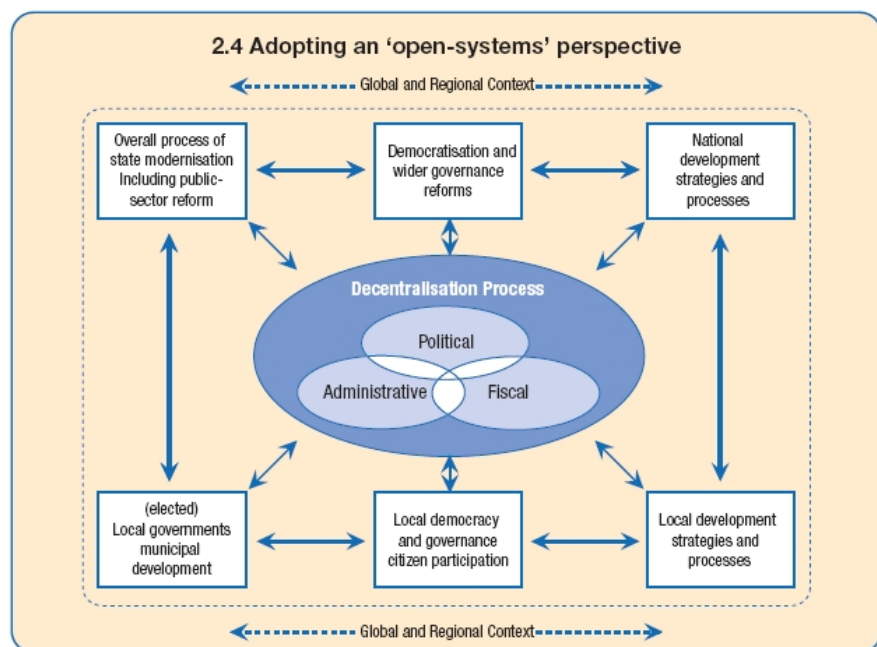 2.4 Adopting an ‘open-systems’ perspective
Global and Regional Context
Overall process of
state modernisation
Including public-
sector reform
Democratisation and
wider governance
reforms
National
development
strategies and
processes
Decentralisation Process
Political
Administrative
Fiscal
(elected)
Local governments
municipal
development
Local democracy
and governance
citizen participation
Local development
strategies and
processes
Global and Regional Context